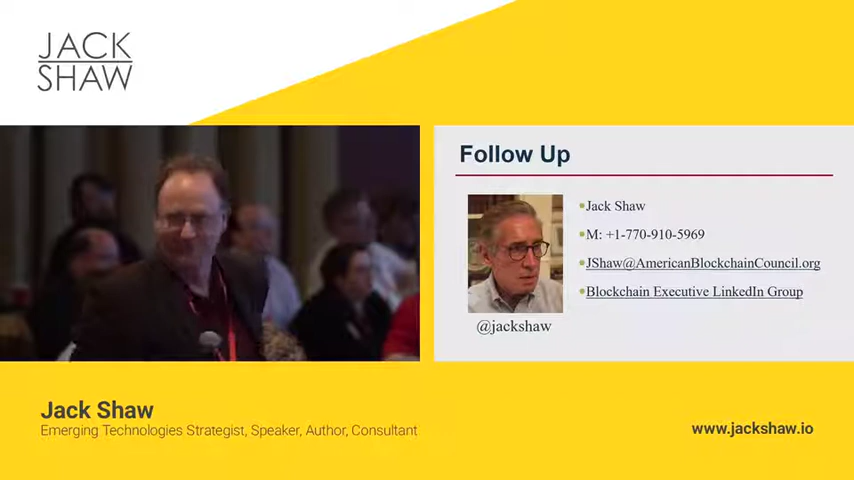 JACK
SHAW
Follow Up
Jack Shaw
M: +1-770-910-5969
JShaw@AmericanBlockchainCouncil.org
Blockchain Executive LinkedIn Group
@jackshaw
Jack Shaw
Emerging Technologies Strategist, Speaker, Author, Consultant
www.jackshaw.io